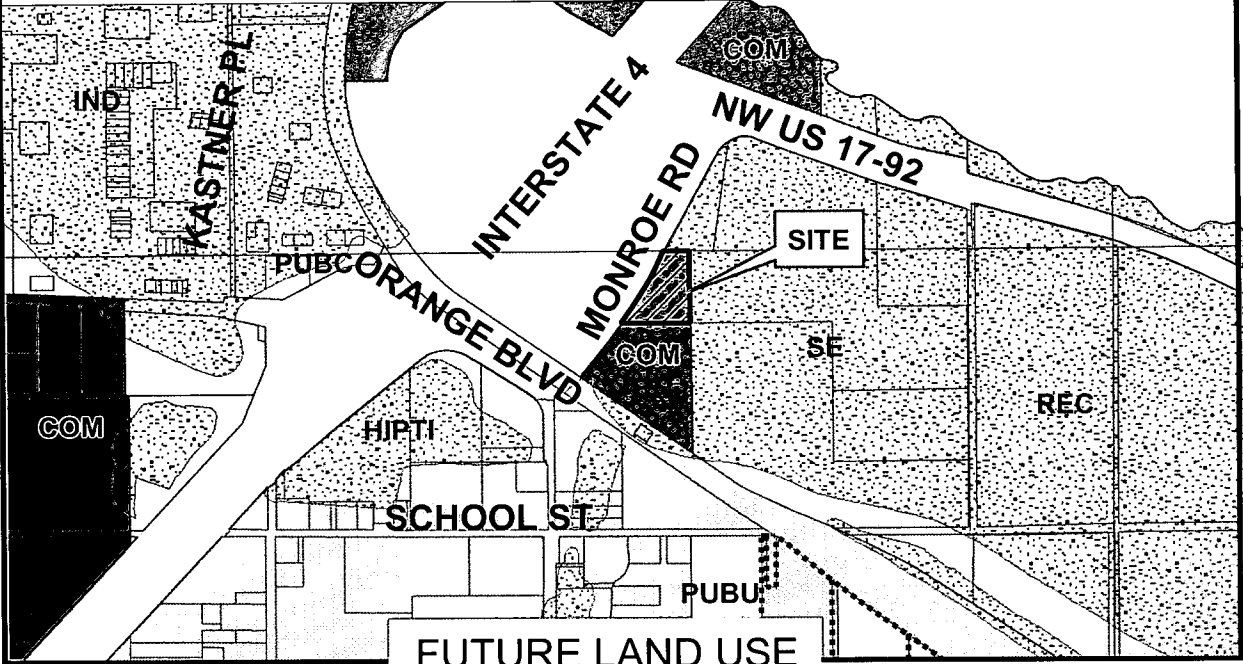 COM
IND
KASTNER PL
INTERSTATE 4
NW US 17-92
MONROE RD
SITE
PUBC
ORANGE BLVD
COM
SE
REC
COM
HIPTI
SCHOOL ST
PUBU
FUTURE LAND USE